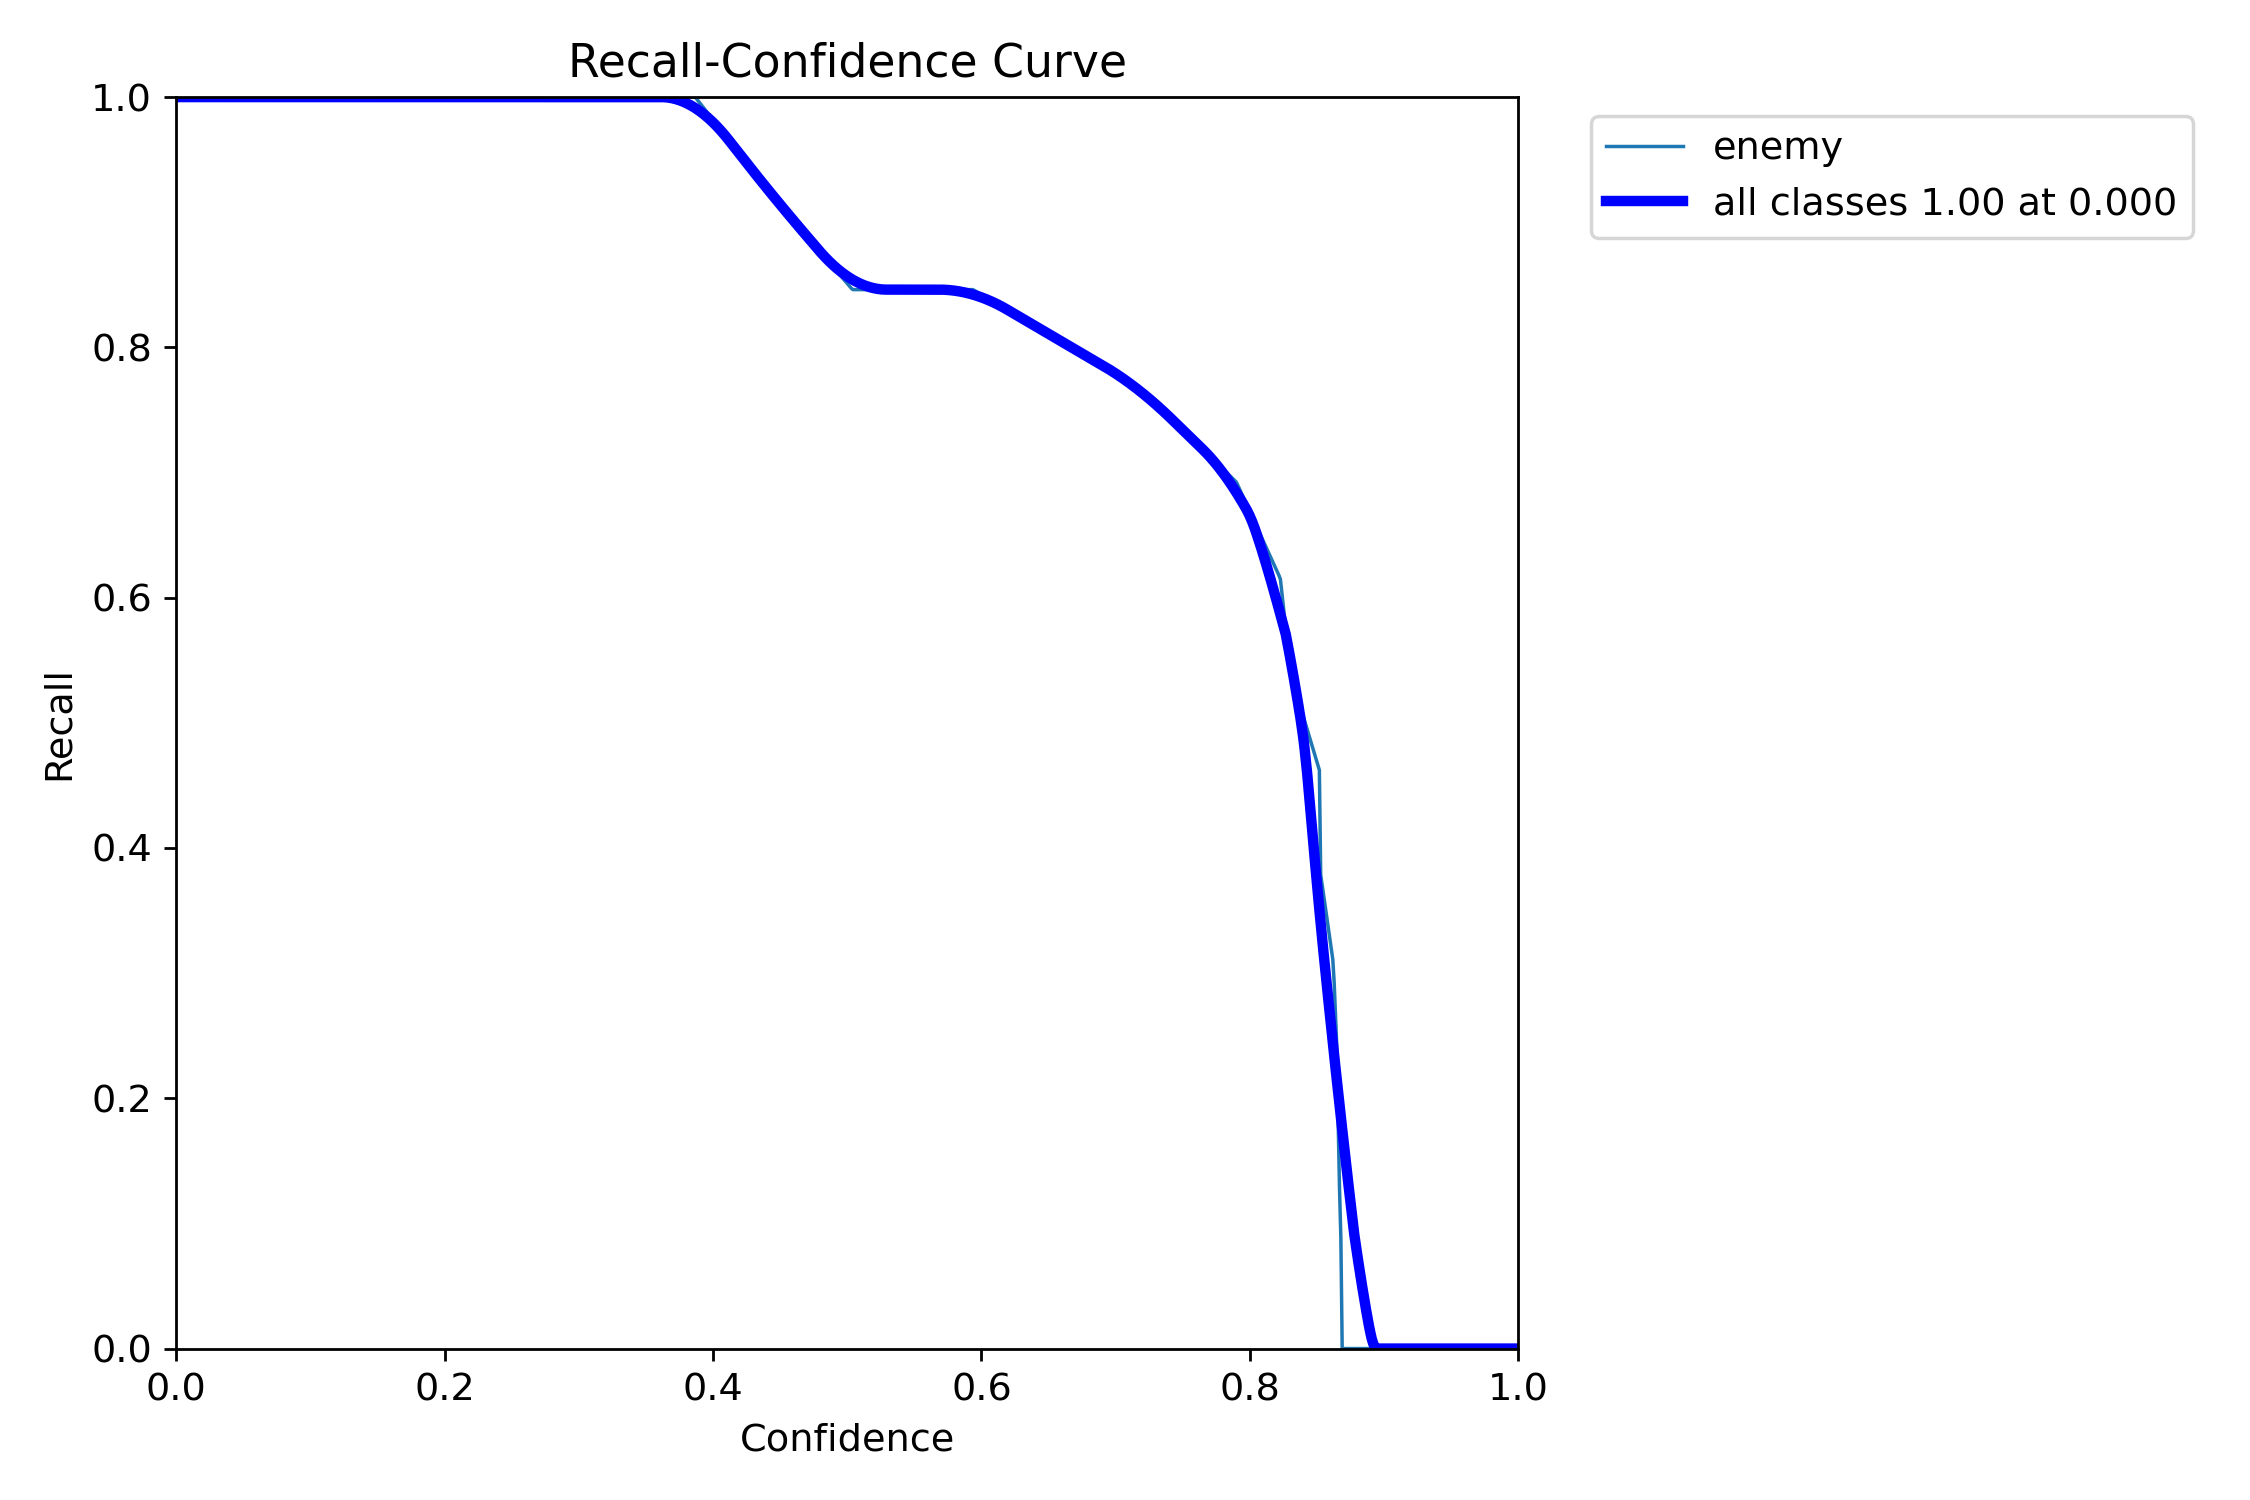 Recall-Confidence Curve
1.0
0.8
0.6
0.4
0.2
0.0
Recall
0.0 0.2 0.4 0.6 0.8 1.0
Confidence
enemy
all classes 1.00 at 0.000